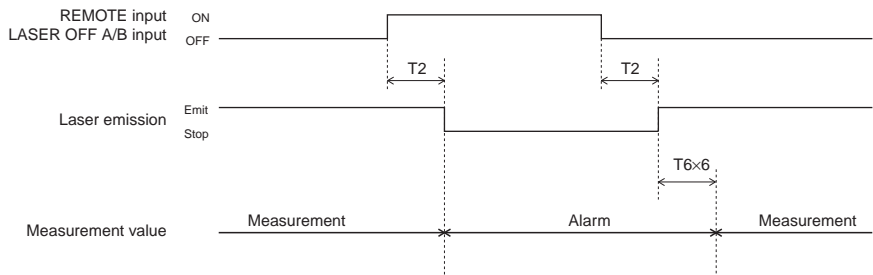 REMOTE input
LASER OFF A/B input
ON
OFF
T2
T2
Laser emission
Emit
Stop
T6×6
Measurement value
Measurement
Alarm
Measurement